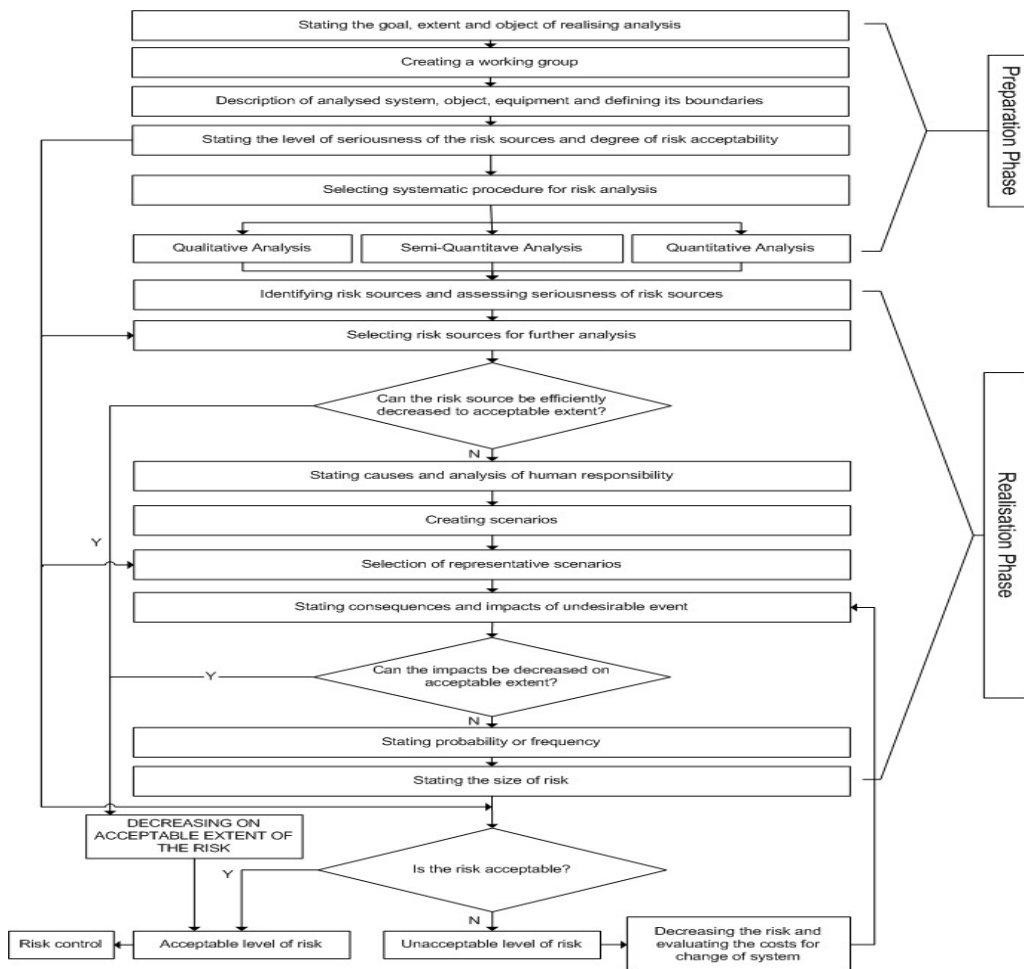 Stating the goal, extent and object of realising analysis
Creating a working group
Description of analysed system, object, equipment and defining its boundaries
Stating the level of seriousness of the risk sources and degree of risk acceptability
Selecting systematic procedure for risk analysis
Qualitative Analysis
Semi-Quantitave Analysis
Quantitative Analysis
Preparation Phase
Identifying risk sources and assessing seriousness of risk sources
Selecting risk sources for further analysis
Can the risk source be efficiently
decreased to acceptable extent?
N
Stating causes and analysis of human responsibility
Creating scenarios
Y
Selection of representative scenarios
Stating consequences and impacts of undesirable event
Can the impacts be decreased on
acceptable extent?
Y
N
Stating probability or frequency
Stating the size of risk
Realisation Phase
DECREASING ON
ACCEPTABLE EXTENT OF
THE RISK
Is the risk acceptable?
Y
N
Risk control
Acceptable level of risk
Unacceptable level of risk
Decreasing the risk and
evaluating the costs for
change of system